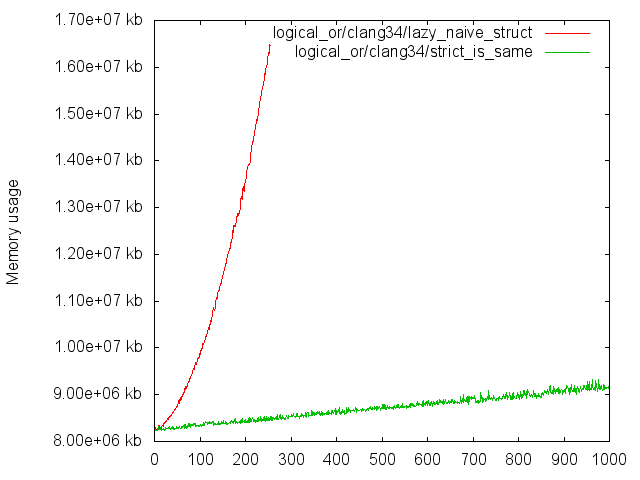 logical_or/clang34/lazy_naive_struct
logical_or/clang34/strict_is_same
Memory usage
1.70e+07 kb
1.60e+07 kb
1.50e+07 kb
1.40e+07 kb
1.30e+07 kb
1.20e+07 kb
1.10e+07 kb
1.00e+07 kb
9.00e+06 kb
8.00e+06 kb
0 100 200 300 400 500 600 700 800 900 1000